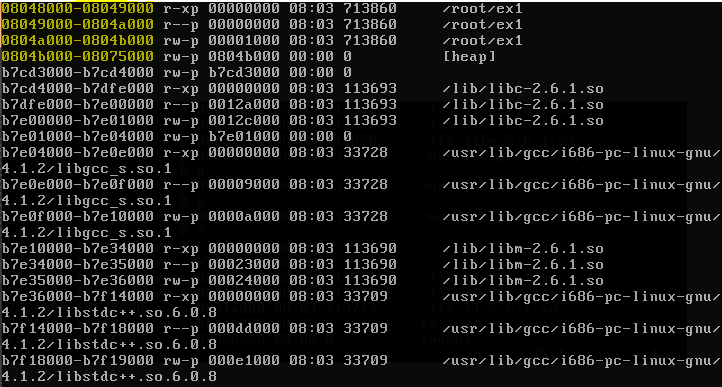 08048000-08049000 r-xp 00000000 08:03 713860     /root/ex1
08049000-0804a000 r--p 00000000 08:03 713860     /root/ex1
0804a000-0804b000 rw-p 00001000 08:03 713860     /root/ex1
0804b000-08075000 rw-p 0804b000 00:00 0          [heap]
b7cd3000-b7cd4000 rw-p b7cd3000 00:00 0
b7cd4000-b7dfe000 r-xp 00000000 08:03 113693     /lib/libc-2.6.1.so
b7dfe000-b7e00000 r--p 0012a000 08:03 113693     /lib/libc-2.6.1.so
b7e00000-b7e01000 rw-p 0012c000 08:03 113693     /lib/libc-2.6.1.so
b7e01000-b7e04000 rw-p b7e01000 00:00 0
b7e04000-b7e0e000 r-xp 00000000 08:03 33728      /usr/lib/gcc/i686-pc-linux-gnu/
4.1.2/libgcc_s.so.1
b7e0e000-b7e0f000 r--p 00009000 08:03 33728      /usr/lib/gcc/i686-pc-linux-gnu/
4.1.2/libgcc_s.so.1
b7e0f000-b7e10000 rw-p 0000a000 08:03 33728      /usr/lib/gcc/i686-pc-linux-gnu/
4.1.2/libgcc_s.so.1
b7e10000-b7e34000 r-xp 00000000 08:03 113690     /lib/libm-2.6.1.so
b7e34000-b7e35000 r--p 00023000 08:03 113690     /lib/libm-2.6.1.so
b7e35000-b7e36000 rw-p 00024000 08:03 113690     /lib/libm-2.6.1.so
b7e36000-b7f14000 r-xp 00000000 08:03 33709      /usr/lib/gcc/i686-pc-linux-gnu/
4.1.2/libstdc++.so.6.0.8
b7f14000-b7f18000 r--p 000dd000 08:03 33709      /usr/lib/gcc/i686-pc-linux-gnu/
4.1.2/libstdc++.so.6.0.8
b7f18000-b7f19000 rw-p 000e1000 08:03 33709      /usr/lib/gcc/i686-pc-linux-gnu/
4.1.2/libstdc++.so.6.0.8